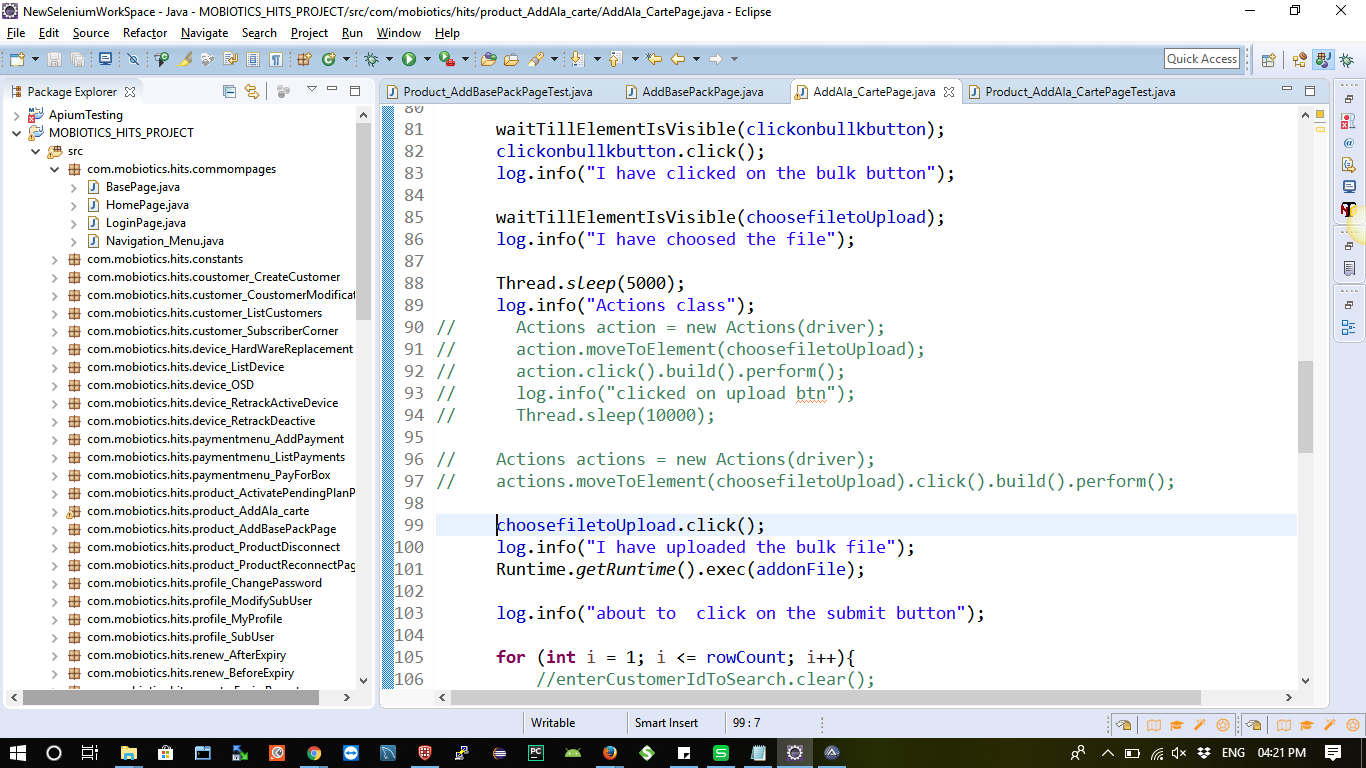 NewSeleniumWorkSpace - Java - MOBIOTICS_HITS_PROJECT/src/com/mobiotics/hits/product_AddAla_carte/AddAla_CartePage.java - Eclipse
File Edit Source Refactor Navigate Search Project Run Window Help
Quick Access
Package Explorer
Product_AddBasePackPageTest.java AddBasePackPage.java AddAla_CartePage.java Product_AddAla_CartePageTest.java
ApiumTesting
MOBIOTICS_HITS_PROJECT
src
com.mobiotics.hits.commompages
BasePage.java
HomePage.java
LoginPage.java
Navigation_Menu.java
com.mobiotics.hits.constants
com.mobiotics.hits.coustomer_CreateCustomer
com.mobiotics.hits.customer_CoustomerModificat
com.mobiotics.hits.customer_ListCustomers
com.mobiotics.hits.customer_SubscriberCorner
com.mobiotics.hits.device_HardWareReplacement
com.mobiotics.hits.device_ListDevice
com.mobiotics.hits.device_OSD
com.mobiotics.hits.device_RetrackActiveDevice
com.mobiotics.hits.device_RetrackDeactive
com.mobiotics.hits.paymentmenu_AddPayment
com.mobiotics.hits.paymentmenu_ListPayments
com.mobiotics.hits.paymentmenu_PayForBox
com.mobiotics.hits.product_ActivatePendingPlanP
com.mobiotics.hits.product_AddAla_carte
com.mobiotics.hits.product_AddBasePackPage
com.mobiotics.hits.product_ProductDisconnect
com.mobiotics.hits.product_ProductReconnectPag
com.mobiotics.hits.profile_ChangePassword
com.mobiotics.hits.profile_ModifySubUser
com.mobiotics.hits.profile_MyProfile
com.mobiotics.hits.profile_SubUser
com.mobiotics.hits.renew_AfterExpiry
com.mobiotics.hits.renew_BeforeExpiry
80
81 waitTillElementIsVisible(clickonbullkbutton);
82 clickonbullkbutton.click();
83 log.info("I have clicked on the bulk button");
84
85 waitTillElementIsVisible(choosefiletoUpload);
86 log.info("I have choosed the file");
87
88 Thread.sleep(5000);
89 log.info("Actions class");
90 // Actions action = new Actions(driver);
91 // action.moveToElement(choosefiletoUpload);
92 // action.click().build().perform();
93 // log.info("clicked on upload btn");
94 // Thread.sleep(10000);
95
96 // Actions actions = new Actions(driver);
97 // actions.moveToElement(choosefiletoUpload).click().build().perform();
98
99 choosefiletoUpload.click();
100 log.info("I have uploaded the bulk file");
101 Runtime.getRuntime().exec(addonFile);
102
103 log.info("about to  click on the submit button");
104
105 for (int i = 1; i <= rowCount; i++){
106 //enterCustomerIdToSearch.clear();
Writable Smart Insert 99 : 7
ENG 04:21 PM